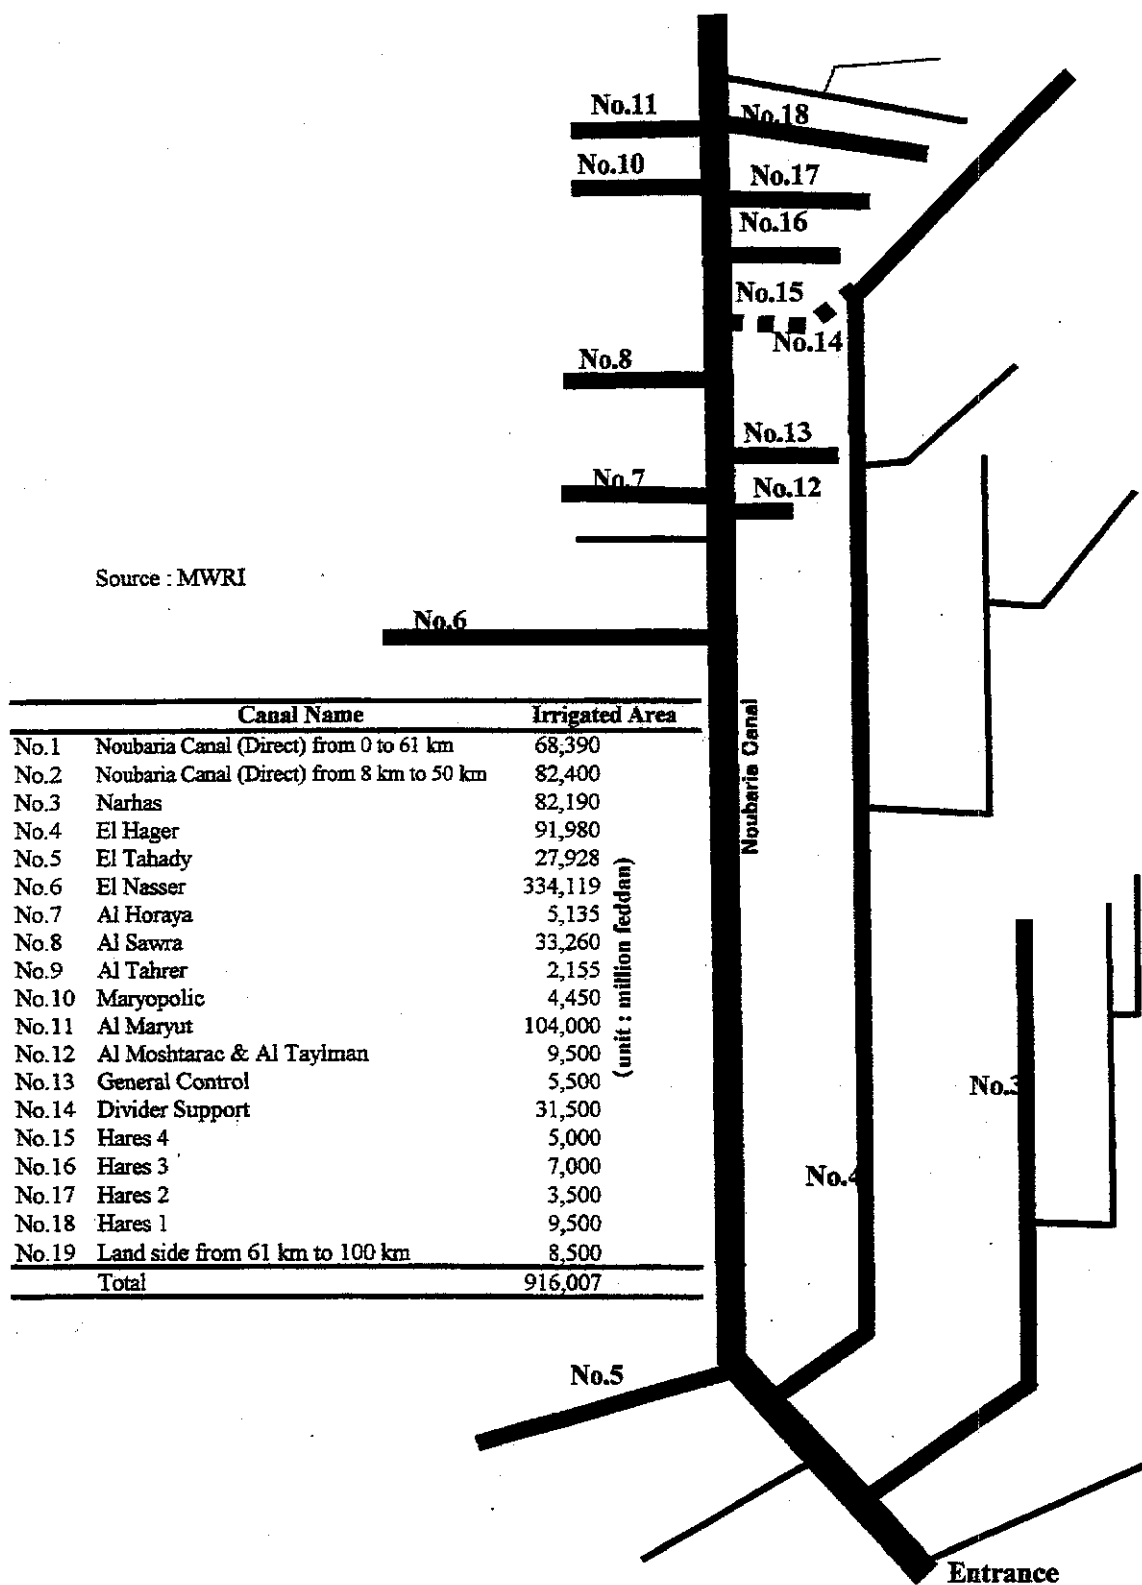 No.11
No.18
No.10
No.17
No.16
No.15
No.14
No.8
No.13
No.7
No.12
Source : MWRI
No.6
Noubaria Canal
Canal Name Irrigated Area
No.1 Noubaria Canal (Direct) from 0 to 61 km 68,390
No.2 Noubaria Canal (Direct) from 8 km to 50 km 82,400
No.3 Narhas 82,190
No.4 El Hager 91,980
No.5 El Tahady 27,928
No.6 El Nasser 334,119
No.7 Al Horaya 5,135
No.8 Al Sawra 33,260
No.9 Al Tahrer 2,155
No.10 Maryopolic 4,450
No.11 Al Maryut 104,000
No.12 Al Moshtarac & Al Taylman 9,500
No.13 General Control 5,500
No.14 Divider Support 31,500
No.15 Hares 4 5,000
No.16 Hares 3 7,000
No.17 Hares 2 3,500
No.18 Hares 1 9,500
No.19 Land side from 61 km to 100 km 8,500
Total 916,007
(unit : million feddan)
No.3
No.4
No.5
Entrance